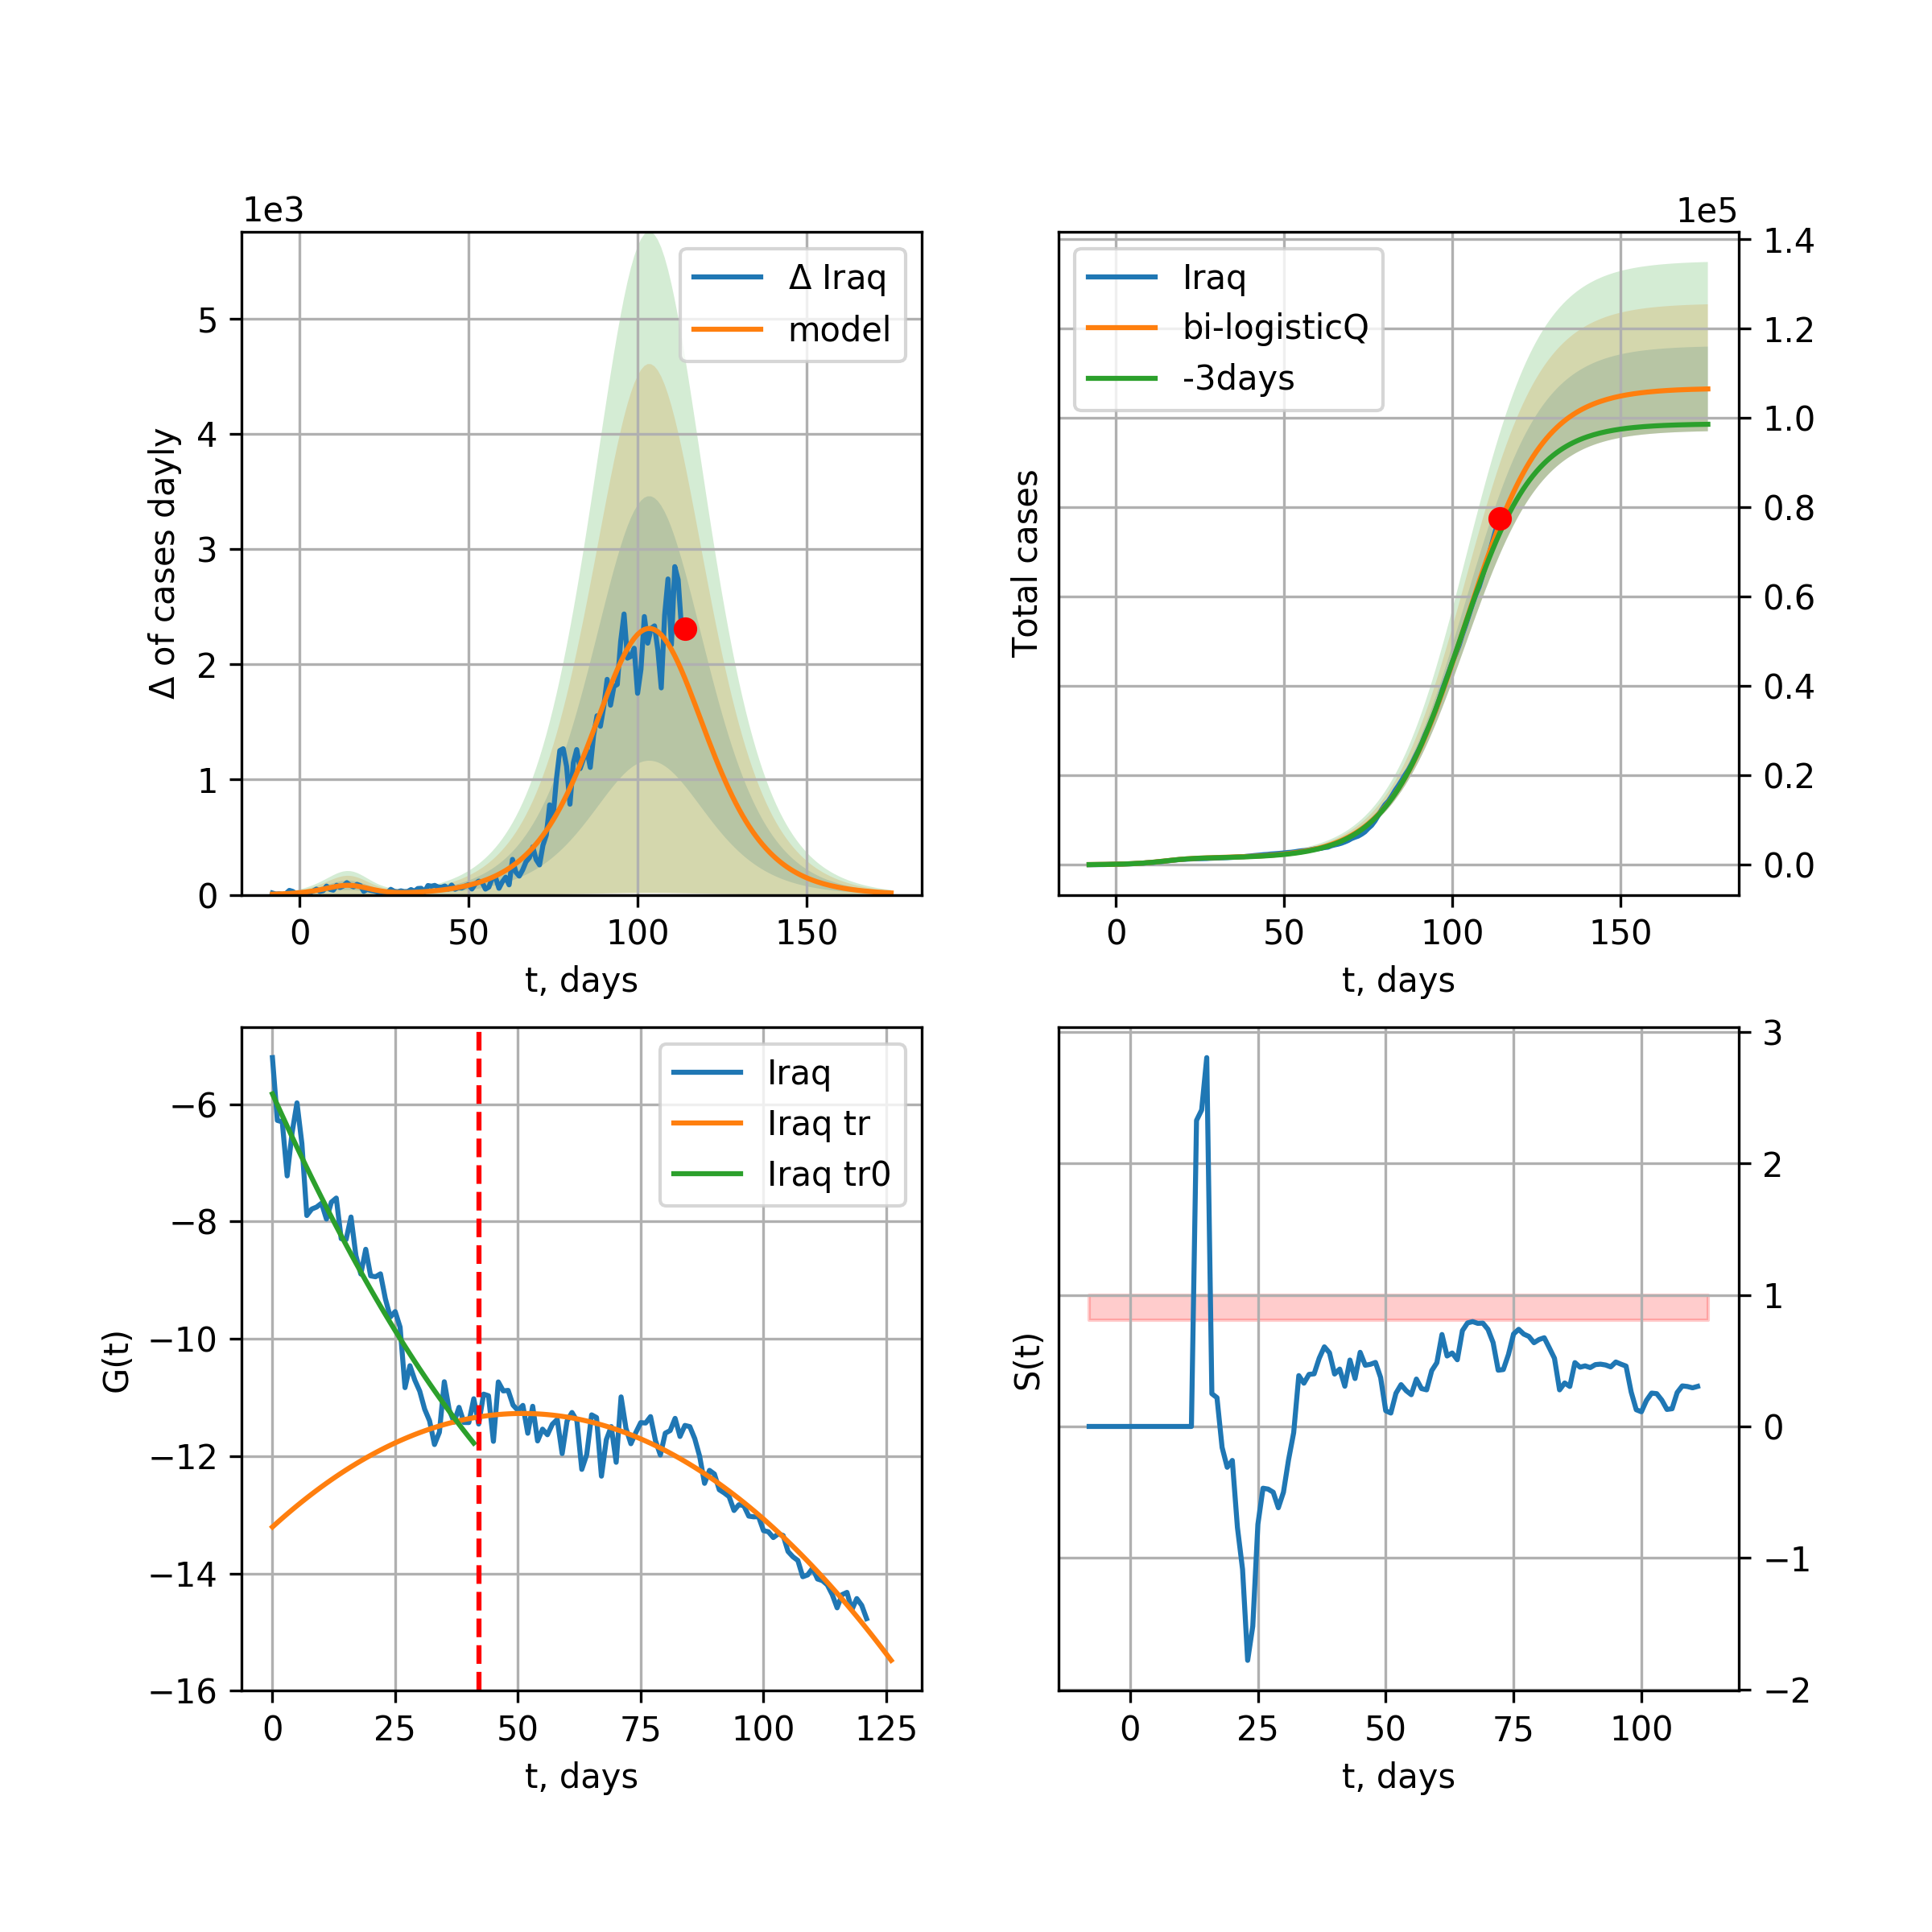 1e3
Δ Iraq
model
5
4
3
2
1
0
Δ of cases dayly
0 50 100 150
t, days
1e5
Iraq
bi-logisticQ
-3days
1.4
1.2
1.0
0.8
0.6
0.4
0.2
0.0
Total cases
0 50 100 150
t, days
Iraq
Iraq tr
Iraq tr0
−6
−8
−10
−12
−14
−16
G(t)
0 25 50 75 100 125
t, days
3
2
1
0
−1
−2
S(t)
0 25 50 75 100
t, days